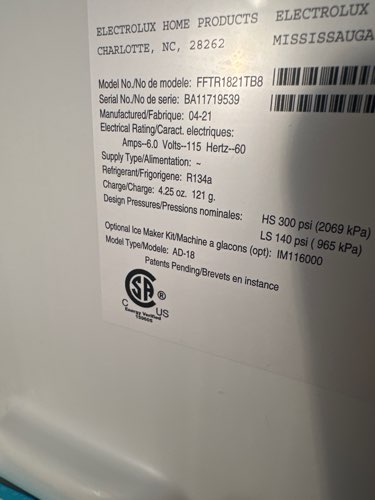 ELECTROLUX HOME PRODUCTS ELECTROLUX
CHARLOTTE, NC, 28262 MISSISSAUGA
Model No./No de modele: FFTR1821TB8
Serial No./No de serie: BA11719539
Manufactured/Fabrique: 04-21
Electrical Rating/Caract. electriques:
Amps--6.0 Volts--115 Hertz--60
Supply Type/Alimentation: ~
Refrigerant/Frigorigene: R134a
Charge/Charge: 4.25 oz. 121 g.
Design Pressures/Pressions nominales: HS 300 psi (2069 kPa)
LS 140 psi ( 965 kPa)
Optional Ice Maker Kit/Machine a glacons (opt): IM116000
Model Type/Modele: AD-18
Patents Pending/Brevets en instance
SA ®
C US
Energy Verified